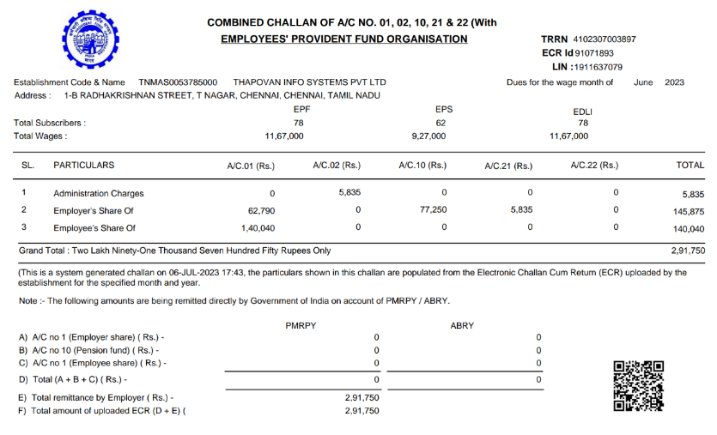 COMBINED CHALLAN OF A/C NO. 01, 02, 10, 21 & 22 (With
EMPLOYEES' PROVIDENT FUND ORGANISATION
TRRN 4102307003897
ECR Id 91071893
LIN :1911637079
Establishment Code & Name TNMAS0053785000 THAPOVAN INFO SYSTEMS PVT LTD Dues for the wage month of June 2023
Address : 1-B RADHAKRISHNAN STREET, T NAGAR, CHENNAI, CHENNAI, TAMIL NADU
EPF EPS EDLI
Total Subscribers : 78 62 78
Total Wages : 11,67,000 9,27,000 11,67,000
SL. PARTICULARS A/C.01 (Rs.) A/C.02 (Rs.) A/C.10 (Rs.) A/C.21 (Rs.) A/C.22 (Rs.) TOTAL
1 Administration Charges 0 5,835 0 0 0 5,835
2 Employer's Share Of 62,790 0 77,250 5,835 0 145,875
3 Employee's Share Of 1,40,040 0 0 0 0 140,040
Grand Total : Two Lakh Ninety-One Thousand Seven Hundred Fifty Rupees Only 2,91,750
(This is a system generated challan on 06-JUL-2023 17:43, the particulars shown in this challan are populated from the Electronic Challan Cum Return (ECR) uploaded by the
establishment for the specified month and year.
Note :- The following amounts are being remitted directly by Government of India on account of PMRPY / ABRY.
PMRPY ABRY
A) A/C no 1 (Employer share) ( Rs.) - 0 0
B) A/C no 10 (Pension fund) ( Rs.) - 0 0
C) A/C no 1 (Employee share) ( Rs.) - 0 0
D) Total (A + B + C) ( Rs.) - 0 0
E) Total remittance by Employer ( Rs.) - 2,91,750
F) Total amount of uploaded ECR (D + E) ( 2,91,750